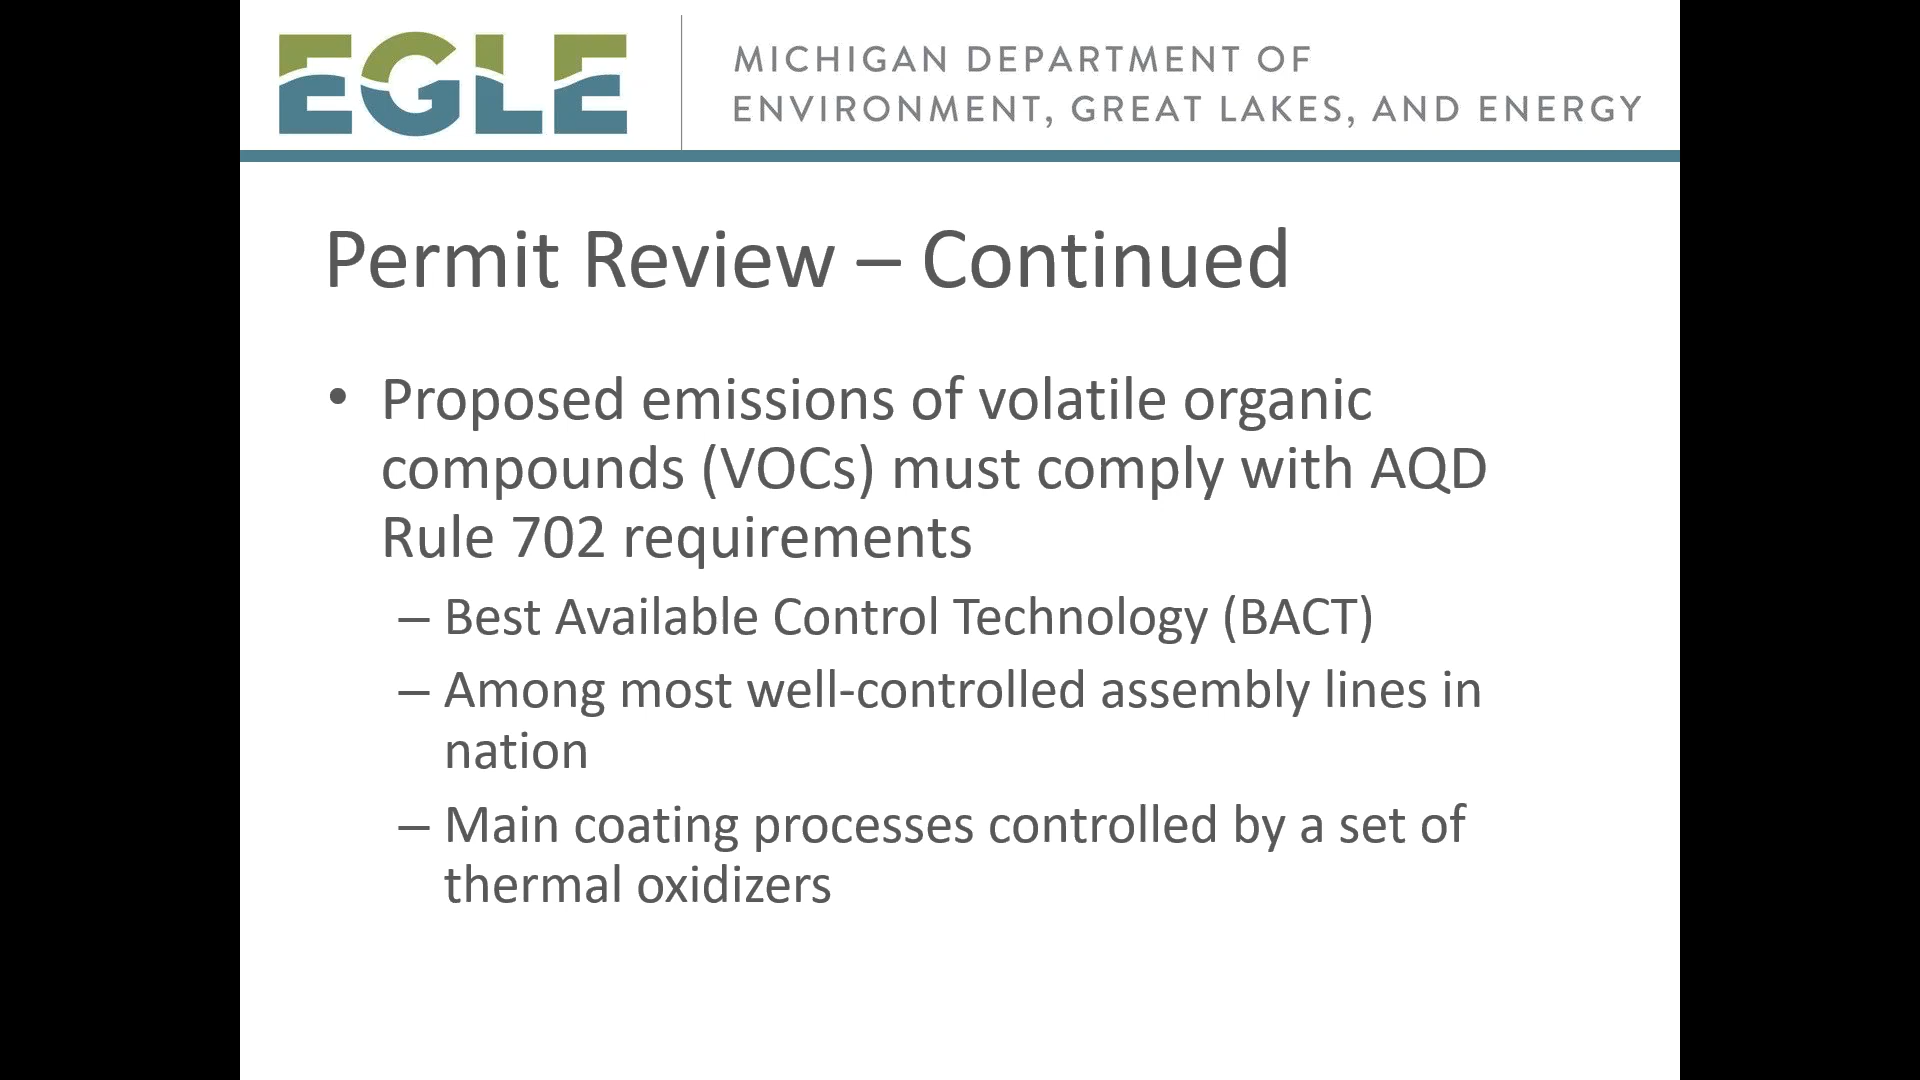 EGLE
MICHIGAN DEPARTMENT OF
ENVIRONMENT, GREAT LAKES, AND ENERGY
Permit Review – Continued
• Proposed emissions of volatile organic
compounds (VOCs) must comply with AQD
Rule 702 requirements
– Best Available Control Technology (BACT)
– Among most well-controlled assembly lines in
nation
– Main coating processes controlled by a set of
thermal oxidizers